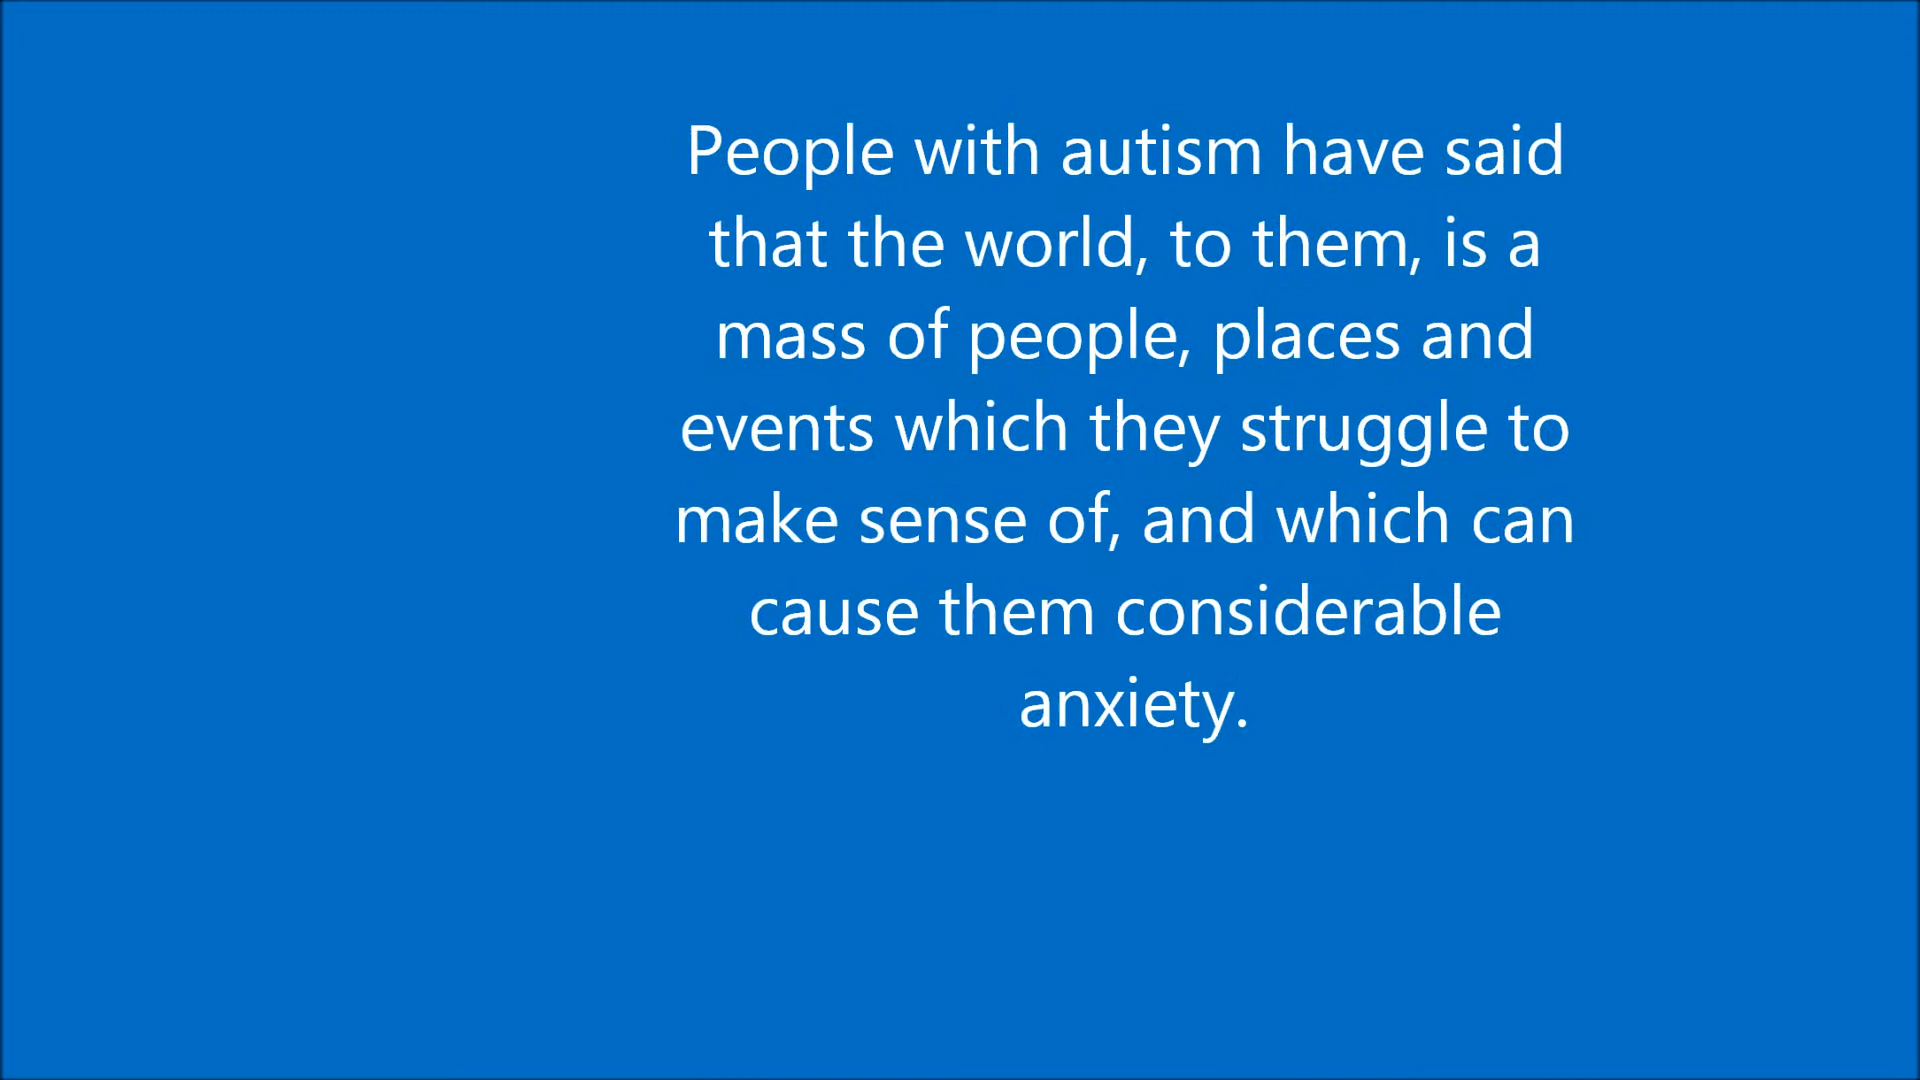 People with autism have said
that the world, to them, is a
mass of people, places and
events which they struggle to
make sense of, and which can
cause them considerable
anxiety.